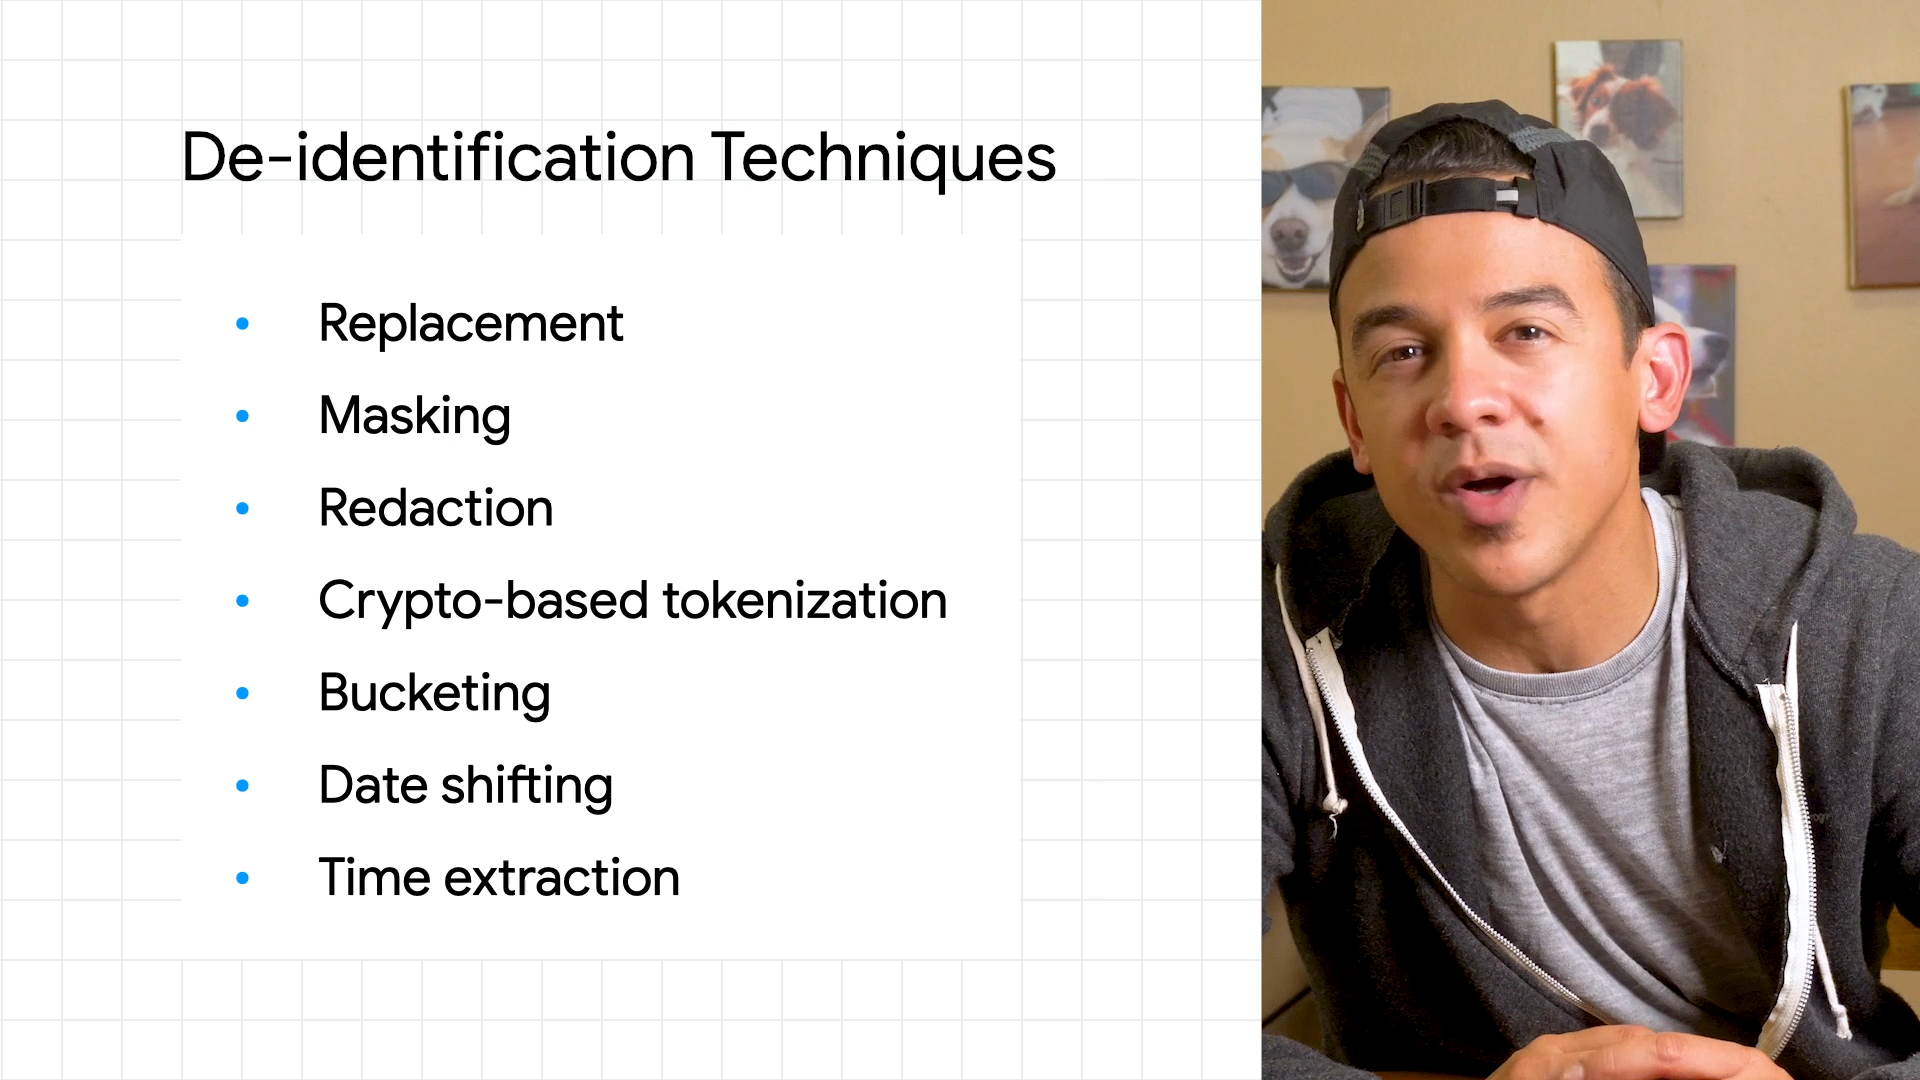 De-identification Techniques
• Replacement
• Masking
• Redaction
• Crypto-based tokenization
• Bucketing
• Date shifting
• Time extraction